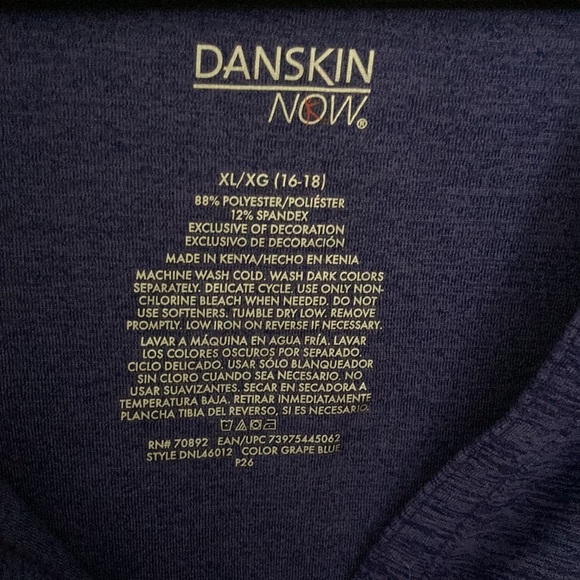 DANSKIN
NOW®
XL/XG (16-18)
88% POLYESTER/POLIÉSTER
12% SPANDEX
EXCLUSIVE OF DECORATION
EXCLUSIVO DE DECORACIÓN
MADE IN KENYA/HECHO EN KENIA
MACHINE WASH COLD. WASH DARK COLORS
SEPARATELY. DELICATE CYCLE. USE ONLY NON-
CHLORINE BLEACH WHEN NEEDED. DO NOT
USE SOFTENERS. TUMBLE DRY LOW. REMOVE
PROMPTLY. LOW IRON ON REVERSE IF NECESSARY.
LAVAR A MÁQUINA EN AGUA FRÍA. LAVAR
LOS COLORES OSCUROS POR SEPARADO.
CICLO DELICADO. USAR SÓLO BLANQUEADOR
SIN CLORO CUANDO SEA NECESARIO. NO
USAR SUAVIZANTES. SECAR EN SECADORA A
TEMPERATURA BAJA. RETIRAR INMEDIATAMENTE
PLANCHA TIBIA DEL REVERSO, SI ES NECESARIO.
RN# 70892 EAN/UPC 73975445062
STYLE DNL46012 COLOR GRAPE BLUE
P26